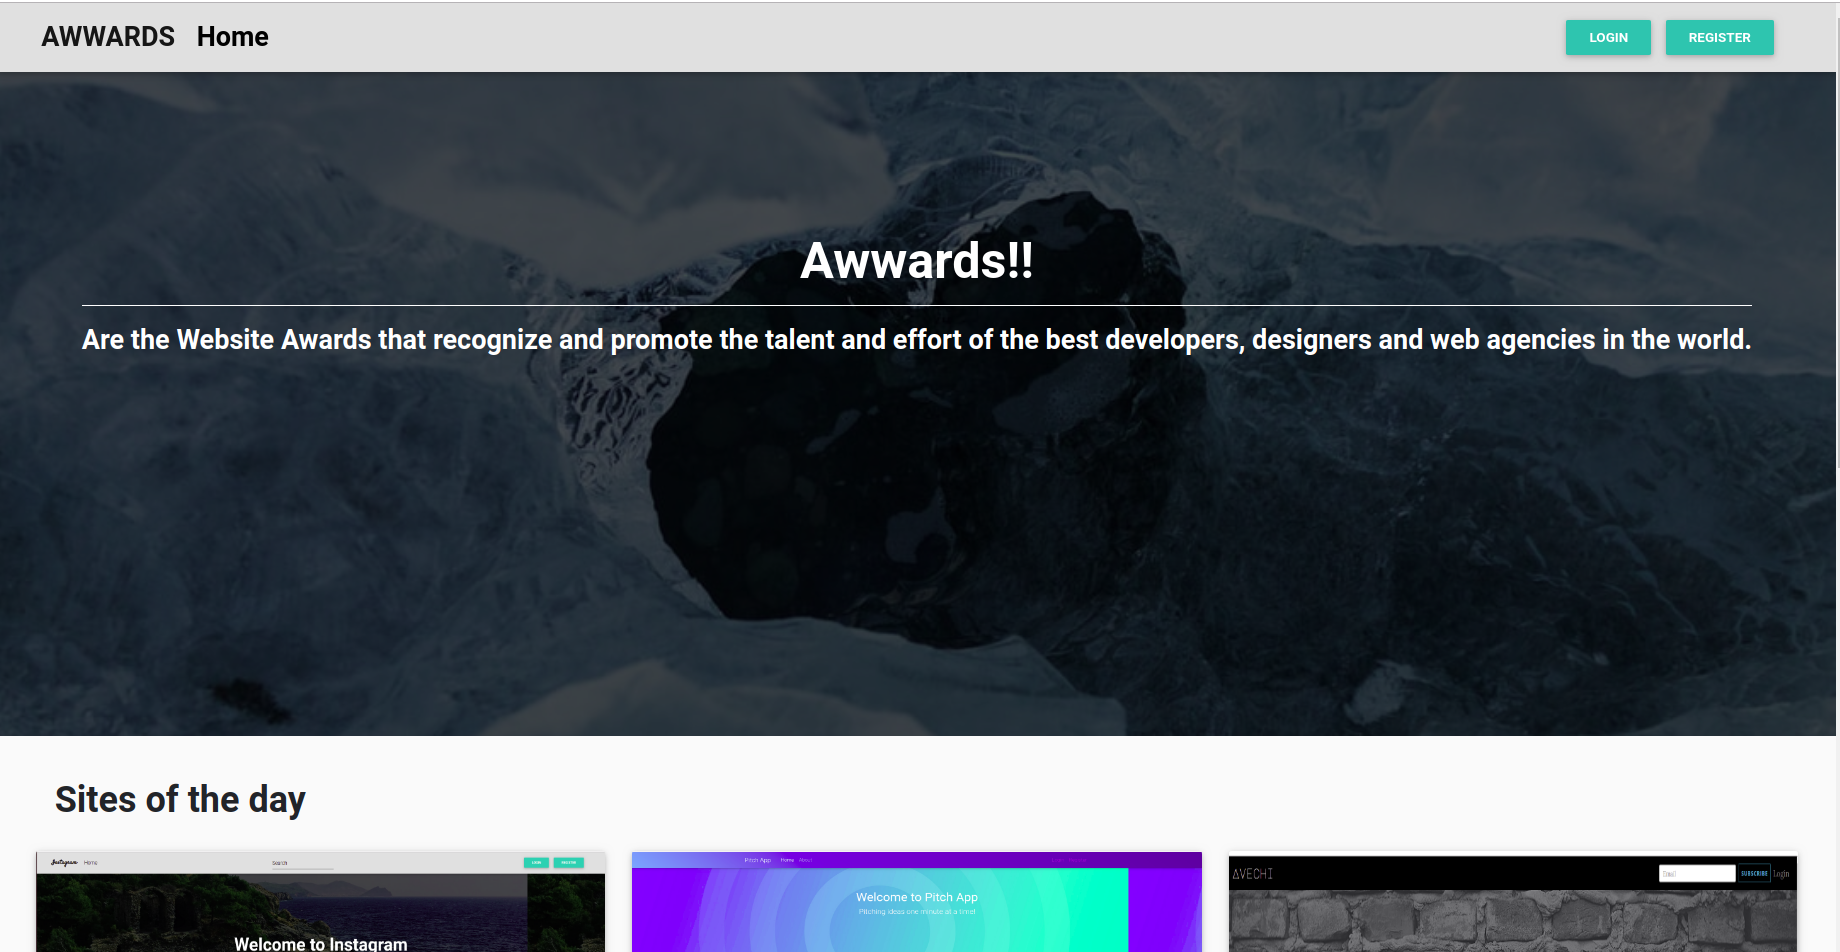 AWWARDS Home LOGIN REGISTER
Awwards!!
Are the Website Awards that recognize and promote the talent and effort of the best developers, designers and web agencies in the world.
Sites of the day
Instagram Home Search LOGIN REGISTER
Welcome to Instagram
Pitch App Home About
Welcome to Pitch App
Pitching ideas one minute at a time!
ΔVECHI Email SUBSCRIBE Login